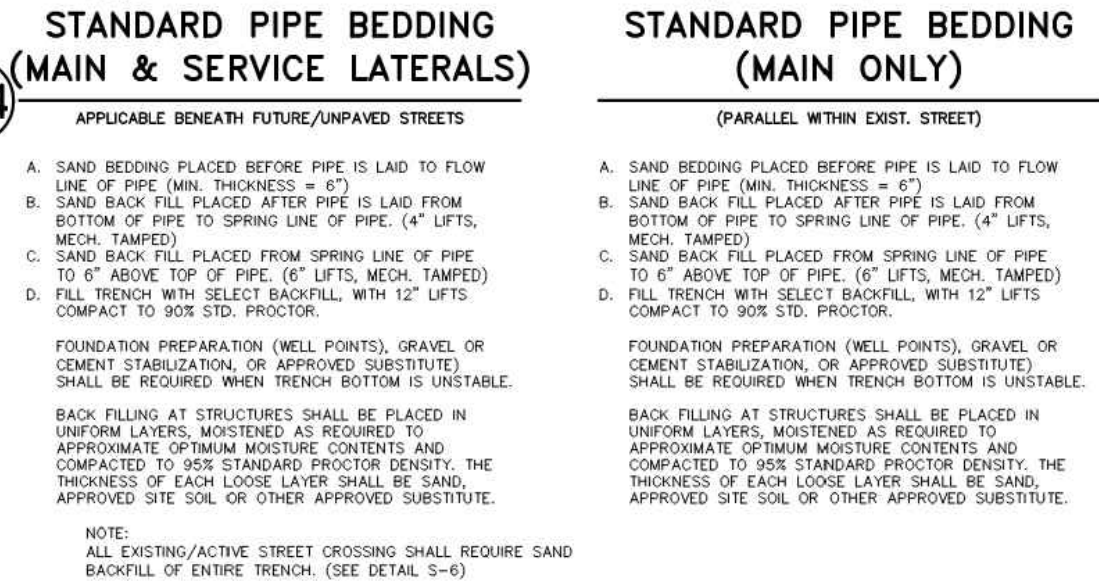 STANDARD PIPE BEDDING
(MAIN & SERVICE LATERALS)
APPLICABLE BENEATH FUTURE/UNPAVED STREETS
A. SAND BEDDING PLACED BEFORE PIPE IS LAID TO FLOW
LINE OF PIPE (MIN. THICKNESS = 6")
B. SAND BACK FILL PLACED AFTER PIPE IS LAID FROM
BOTTOM OF PIPE TO SPRING LINE OF PIPE. (4" LIFTS,
MECH. TAMPED)
C. SAND BACK FILL PLACED FROM SPRING LINE OF PIPE
TO 6" ABOVE TOP OF PIPE. (6" LIFTS, MECH. TAMPED)
D. FILL TRENCH WITH SELECT BACKFILL, WITH 12" LIFTS
COMPACT TO 90% STD. PROCTOR.
FOUNDATION PREPARATION (WELL POINTS), GRAVEL OR
CEMENT STABILIZATION, OR APPROVED SUBSTITUTE)
SHALL BE REQUIRED WHEN TRENCH BOTTOM IS UNSTABLE.
BACK FILLING AT STRUCTURES SHALL BE PLACED IN
UNIFORM LAYERS, MOISTENED AS REQUIRED TO
APPROXIMATE OPTIMUM MOISTURE CONTENTS AND
COMPACTED TO 95% STANDARD PROCTOR DENSITY. THE
THICKNESS OF EACH LOOSE LAYER SHALL BE SAND,
APPROVED SITE SOIL OR OTHER APPROVED SUBSTITUTE.
NOTE:
ALL EXISTING/ACTIVE STREET CROSSING SHALL REQUIRE SAND
BACKFILL OF ENTIRE TRENCH. (SEE DETAIL S-6)
STANDARD PIPE BEDDING
(MAIN ONLY)
(PARALLEL WITHIN EXIST. STREET)
A. SAND BEDDING PLACED BEFORE PIPE IS LAID TO FLOW
LINE OF PIPE (MIN. THICKNESS = 6")
B. SAND BACK FILL PLACED AFTER PIPE IS LAID FROM
BOTTOM OF PIPE TO SPRING LINE OF PIPE. (4" LIFTS,
MECH. TAMPED)
C. SAND BACK FILL PLACED FROM SPRING LINE OF PIPE
TO 6" ABOVE TOP OF PIPE. (6" LIFTS, MECH. TAMPED)
D. FILL TRENCH WITH SELECT BACKFILL, WITH 12" LIFTS
COMPACT TO 90% STD. PROCTOR.
FOUNDATION PREPARATION (WELL POINTS), GRAVEL OR
CEMENT STABILIZATION, OR APPROVED SUBSTITUTE)
SHALL BE REQUIRED WHEN TRENCH BOTTOM IS UNSTABLE.
BACK FILLING AT STRUCTURES SHALL BE PLACED IN
UNIFORM LAYERS, MOISTENED AS REQUIRED TO
APPROXIMATE OPTIMUM MOISTURE CONTENTS AND
COMPACTED TO 95% STANDARD PROCTOR DENSITY. THE
THICKNESS OF EACH LOOSE LAYER SHALL BE SAND,
APPROVED SITE SOIL OR OTHER APPROVED SUBSTITUTE.